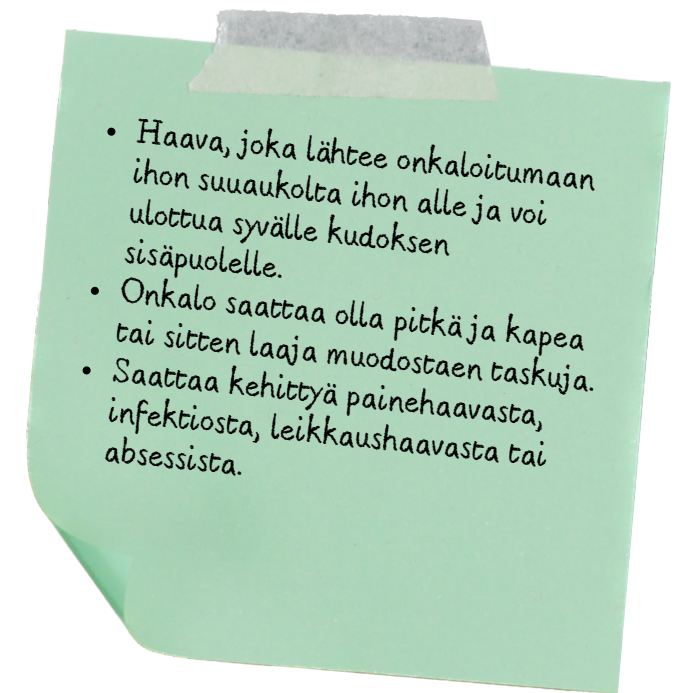 • Haava, joka lähtee onkaloitumaan
ihon suuaukolta ihon alle ja voi
ulottua syvälle kudoksen
sisäpuolelle.
• Onkalo saattaa olla pitkä ja kapea
tai sitten laaja muodostaen taskuja.
• Saattaa kehittyä painehaavasta,
infektiosta, leikkaushaavasta tai
absessista.